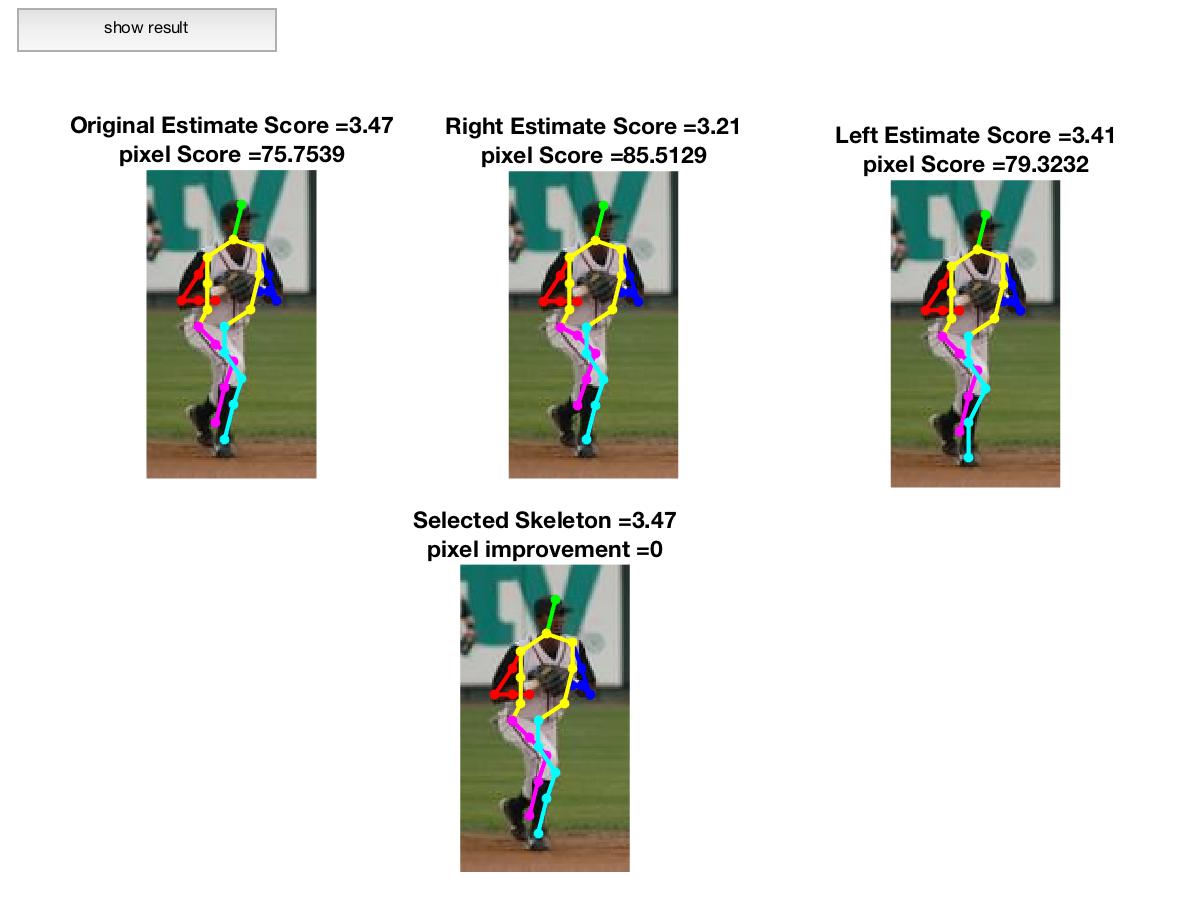 show result
Original Estimate Score =3.47
pixel Score =75.7539
Right Estimate Score =3.21
pixel Score =85.5129
Left Estimate Score =3.41
pixel Score =79.3232
Selected Skeleton =3.47
pixel improvement =0